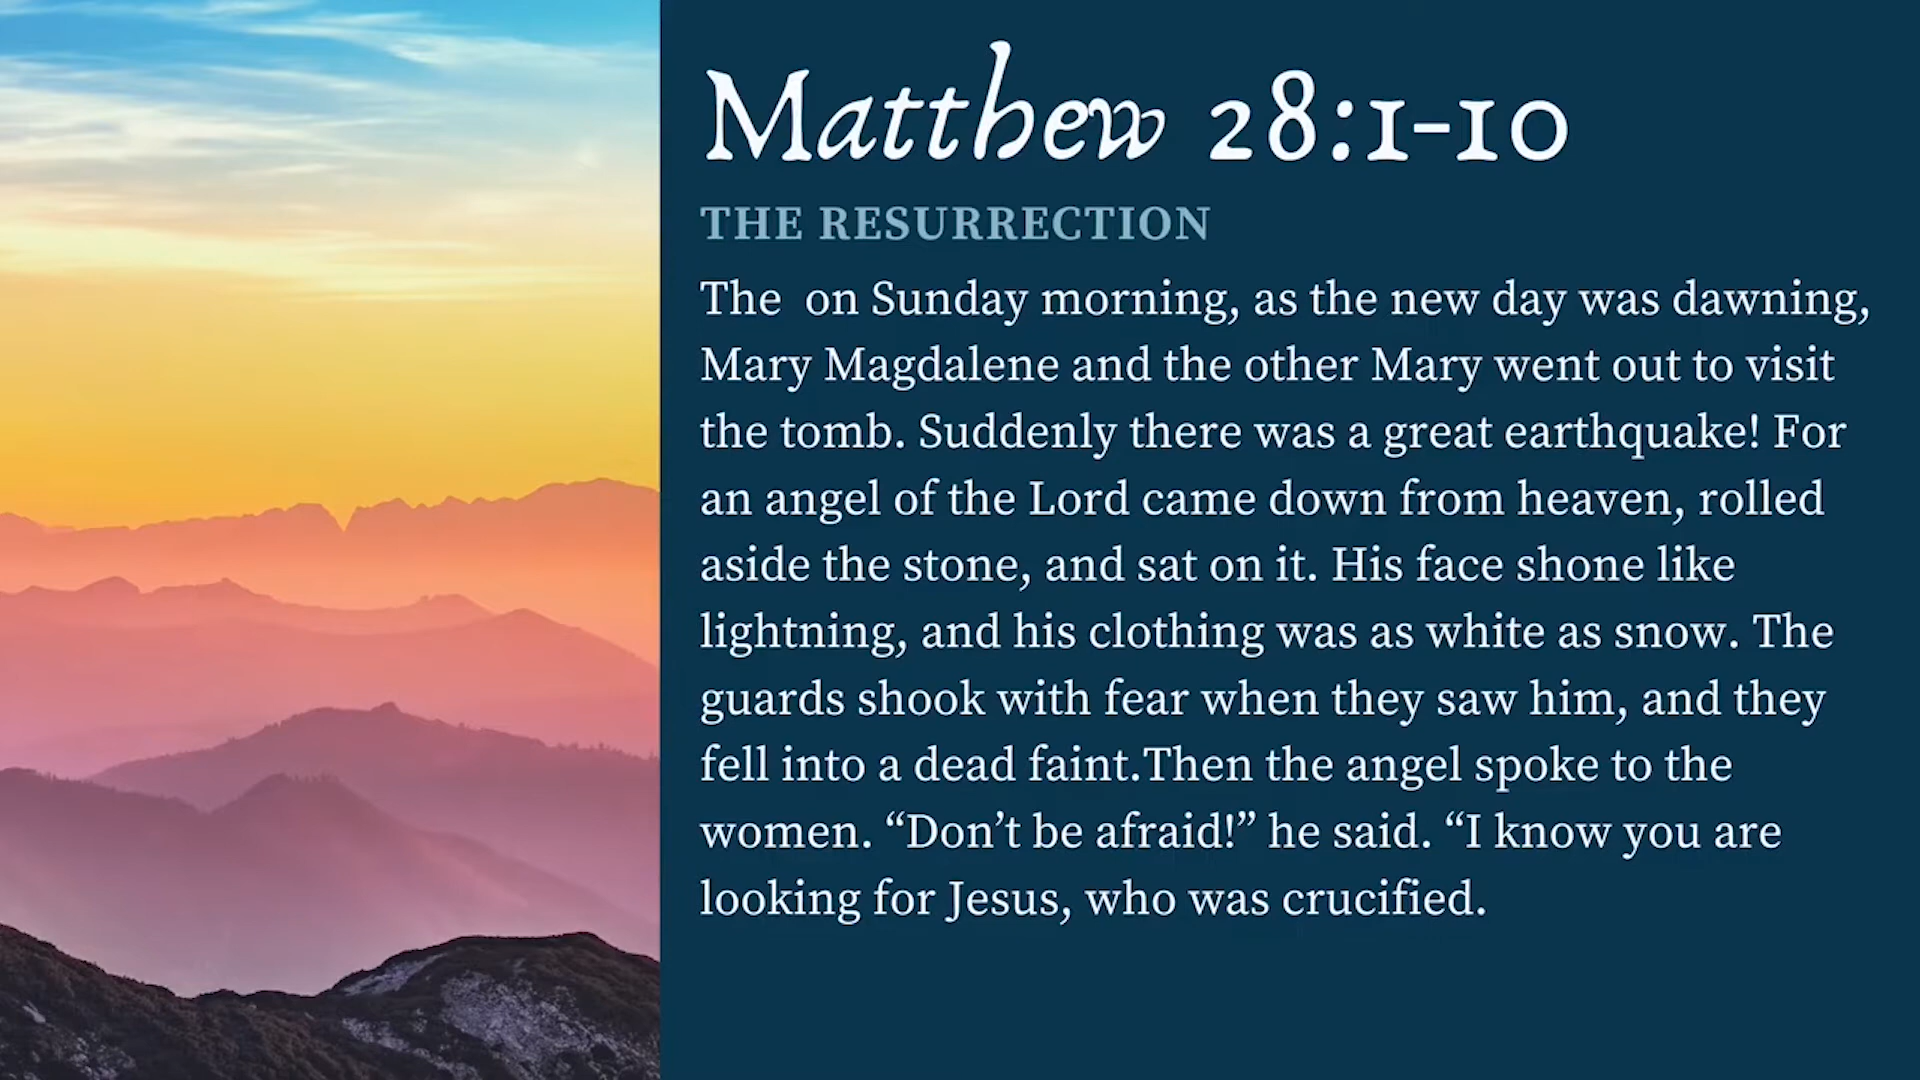 Matthew 28:1-10
THE RESURRECTION
The  on Sunday morning, as the new day was dawning,
Mary Magdalene and the other Mary went out to visit
the tomb. Suddenly there was a great earthquake! For
an angel of the Lord came down from heaven, rolled
aside the stone, and sat on it. His face shone like
lightning, and his clothing was as white as snow. The
guards shook with fear when they saw him, and they
fell into a dead faint.Then the angel spoke to the
women. “Don’t be afraid!” he said. “I know you are
looking for Jesus, who was crucified.